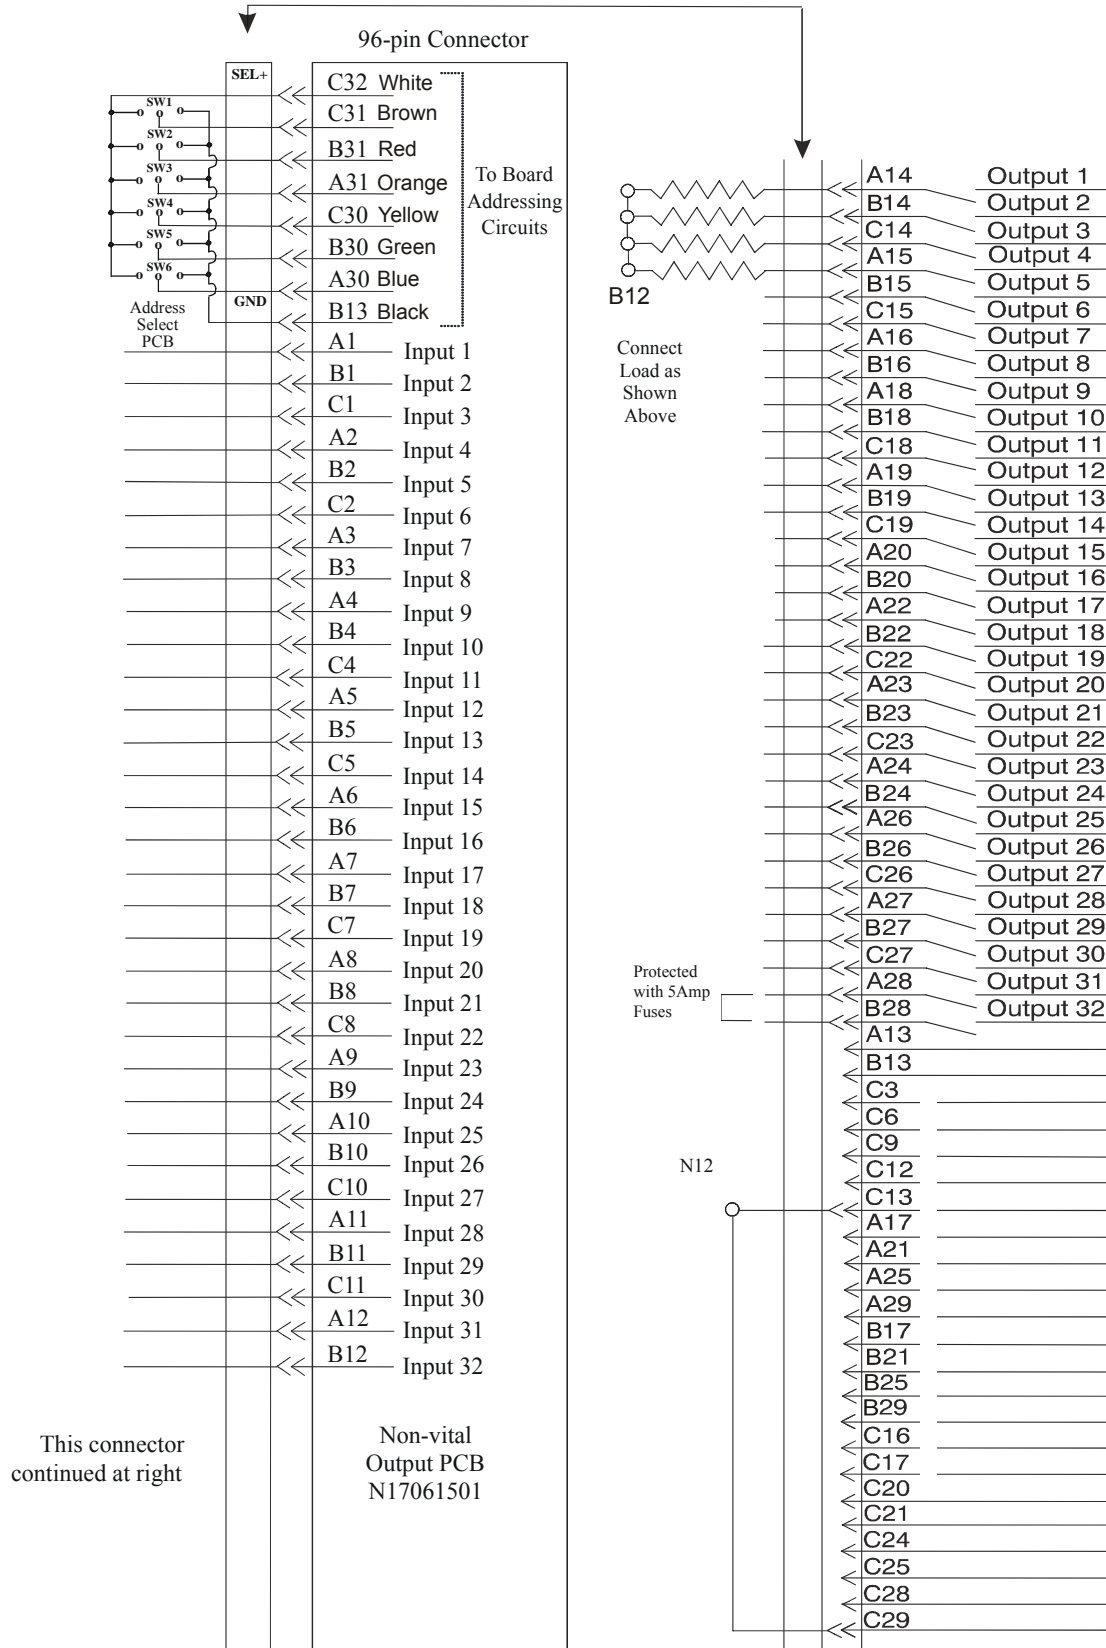 96-pin Connector
SEL+
C32 White
SW1
C31 Brown
SW2
B31 Red
SW3
A31 Orange
SW4
C30 Yellow
SW5
B30 Green
SW6
A30 Blue
GND
B13 Black
To Board
Addressing
Circuits
Address
Select
PCB
A1 Input 1
B1 Input 2
C1 Input 3
A2 Input 4
B2 Input 5
C2 Input 6
A3 Input 7
B3 Input 8
A4 Input 9
B4 Input 10
C4 Input 11
A5 Input 12
B5 Input 13
C5 Input 14
A6 Input 15
B6 Input 16
A7 Input 17
B7 Input 18
C7 Input 19
A8 Input 20
B8 Input 21
C8 Input 22
A9 Input 23
B9 Input 24
A10 Input 25
B10 Input 26
C10 Input 27
A11 Input 28
B11 Input 29
C11 Input 30
A12 Input 31
B12 Input 32
This connector
continued at right
Non-vital
Output PCB
N17061501
B12
Connect
Load as
Shown
Above
A14 Output 1
B14 Output 2
C14 Output 3
A15 Output 4
B15 Output 5
C15 Output 6
A16 Output 7
B16 Output 8
A18 Output 9
B18 Output 10
C18 Output 11
A19 Output 12
B19 Output 13
C19 Output 14
A20 Output 15
B20 Output 16
A22 Output 17
B22 Output 18
C22 Output 19
A23 Output 20
B23 Output 21
C23 Output 22
A24 Output 23
B24 Output 24
A26 Output 25
B26 Output 26
C26 Output 27
A27 Output 28
B27 Output 29
C27 Output 30
A28 Output 31
B28 Output 32
Protected
with 5Amp
Fuses
A13
B13
C3
C6
C9
C12
N12
C13
A17
A21
A25
A29
B17
B21
B25
B29
C16
C17
C20
C21
C24
C25
C28
C29